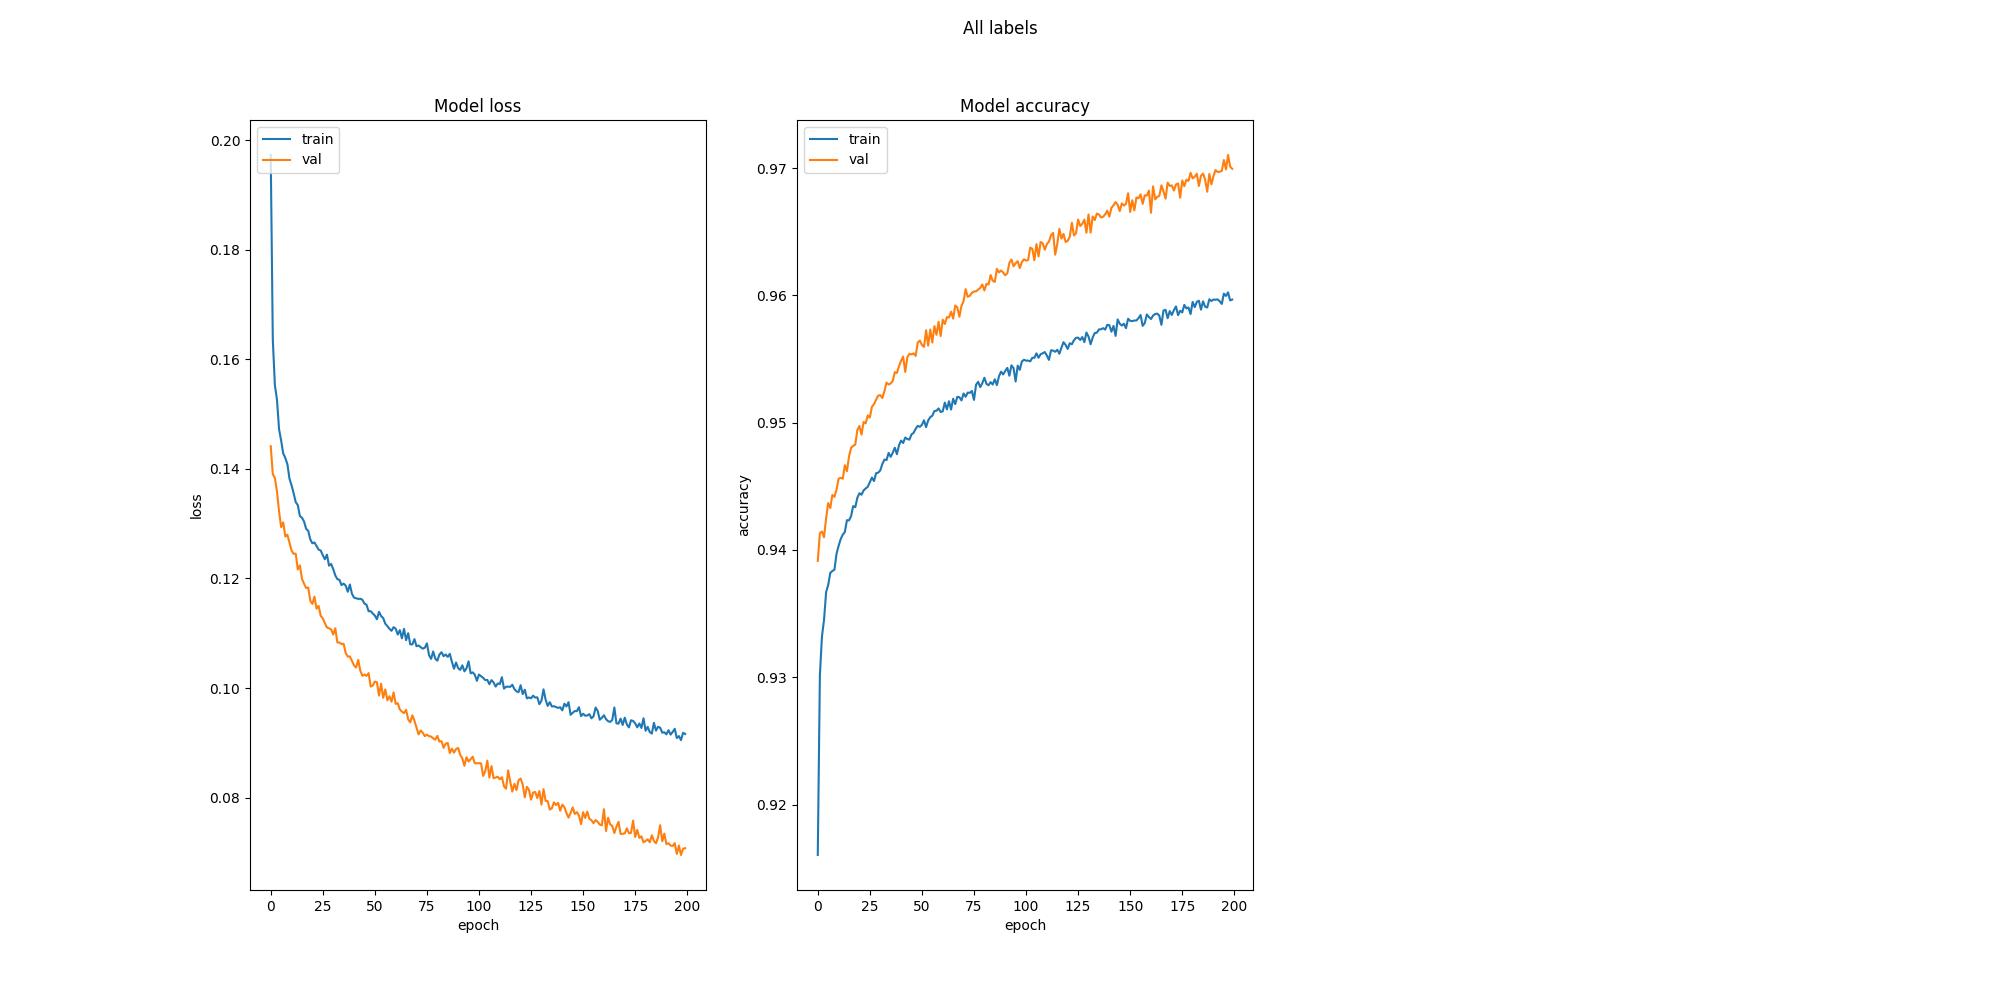 All labels
Model loss
train
val
0.20
0.18
0.16
0.14
0.12
0.10
0.08
loss
0 25 50 75 100 125 150 175 200
epoch
Model accuracy
train
val
0.97
0.96
0.95
0.94
0.93
0.92
accuracy
0 25 50 75 100 125 150 175 200
epoch